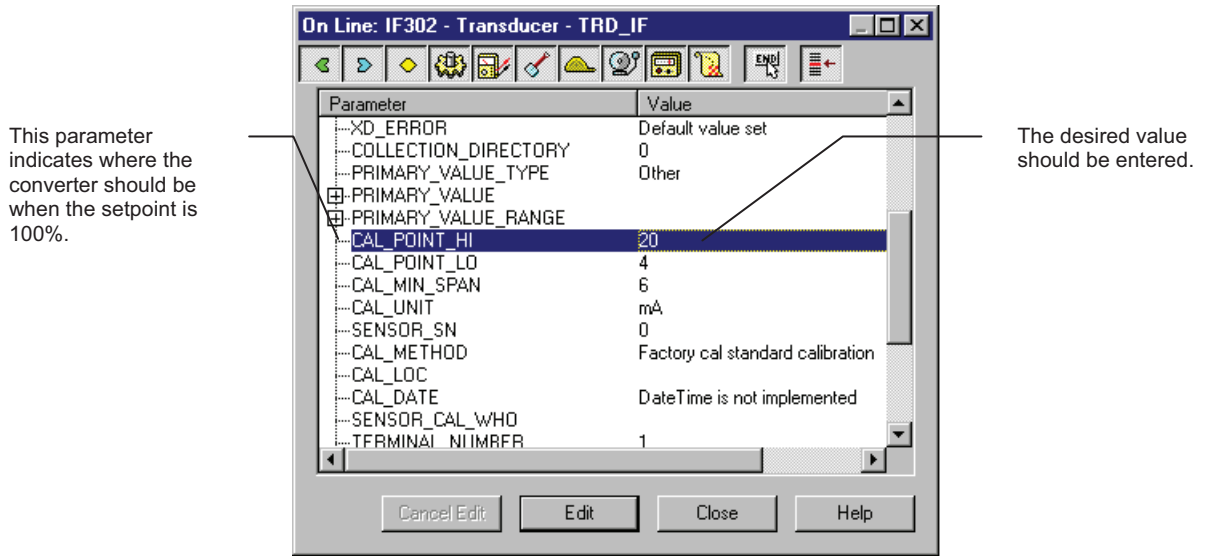 On Line: IF302 - Transducer - TRD_IF
END
Parameter Value
XD_ERROR Default value set
COLLECTION_DIRECTORY 0
PRIMARY_VALUE_TYPE Other
PRIMARY_VALUE
PRIMARY_VALUE_RANGE
CAL_POINT_HI 20
CAL_POINT_LO 4
CAL_MIN_SPAN 6
CAL_UNIT mA
SENSOR_SN 0
CAL_METHOD Factory cal standard calibration
CAL_LOC
CAL_DATE DateTime is not implemented
SENSOR_CAL_WHO
TERMINAL_NUMBER 1
Cancel Edit Edit Close Help
This parameter
indicates where the
converter should be
when the setpoint is
100%.
The desired value
should be entered.